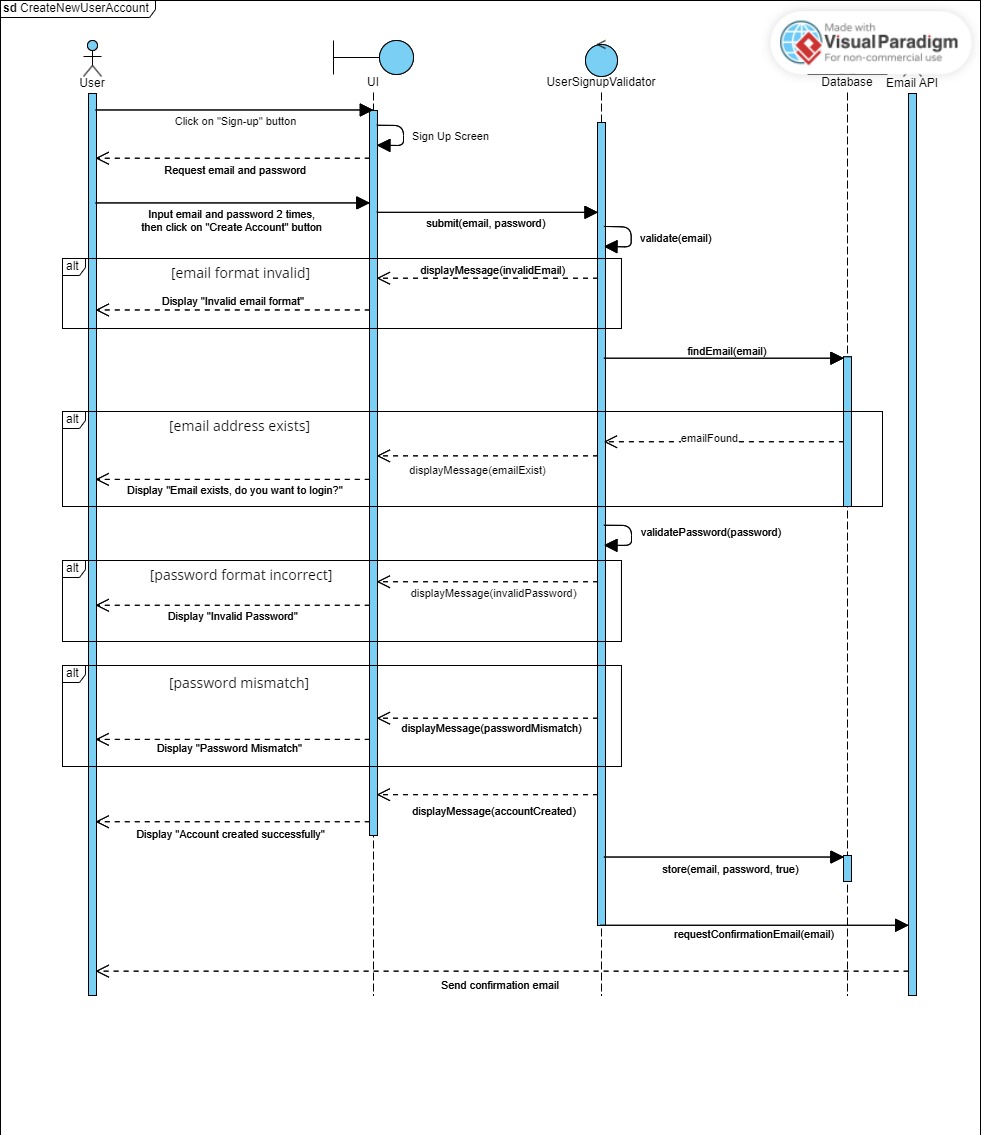 sd CreateNewUserAccount
Made with
Visual Paradigm
For non-commercial use
User
UI
UserSignupValidator
Database
Email API
Click on "Sign-up" button
Sign Up Screen
Request email and password
Input email and password 2 times,
then click on "Create Account" button
submit(email, password)
validate(email)
alt
[email format invalid]
displayMessage(invalidEmail)
Display "Invalid email format"
findEmail(email)
alt
[email address exists]
emailFound
displayMessage(emailExist)
Display "Email exists, do you want to login?"
validatePassword(password)
alt
[password format incorrect]
displayMessage(invalidPassword)
Display "Invalid Password"
alt
[password mismatch]
displayMessage(passwordMismatch)
Display "Password Mismatch"
displayMessage(accountCreated)
Display "Account created successfully"
store(email, password, true)
requestConfirmationEmail(email)
Send confirmation email